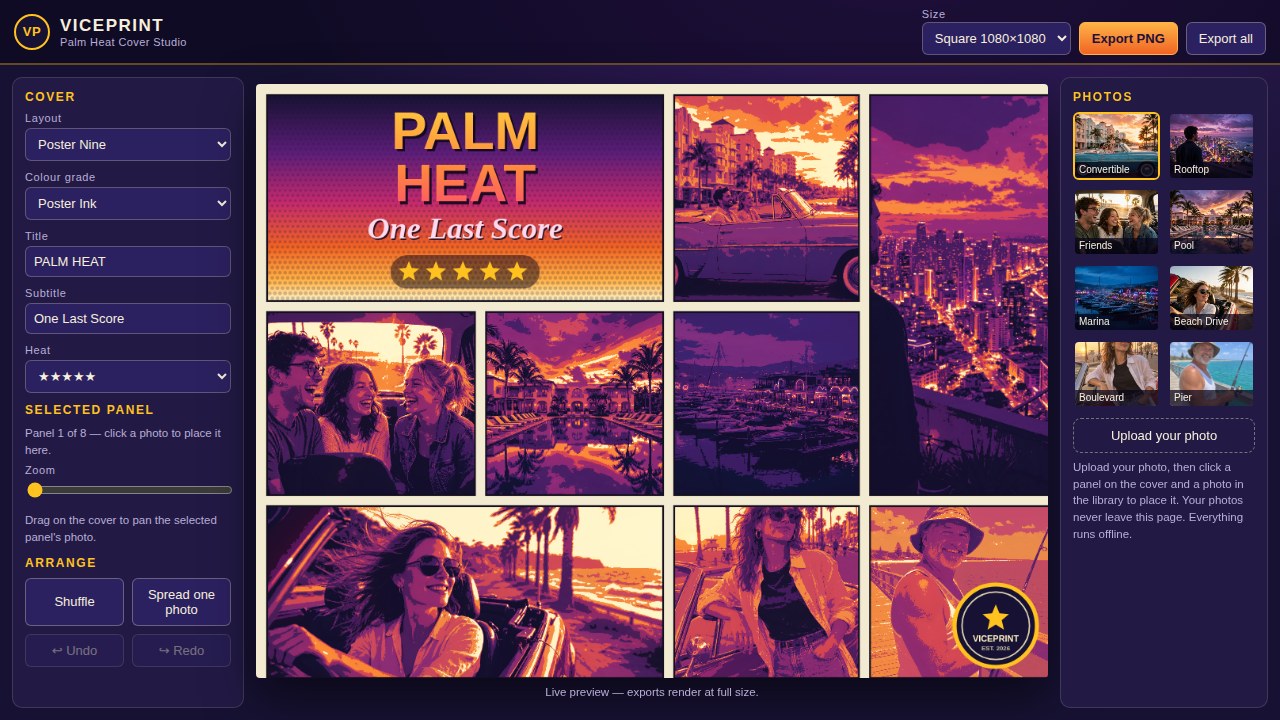 VP
VICEPRINT
Palm Heat Cover Studio
Size
Square 1080×1080
Export PNG
Export all
COVER
Layout
Poster Nine
Colour grade
Poster Ink
Title
PALM HEAT
Subtitle
One Last Score
Heat
★★★★★
SELECTED PANEL
Panel 1 of 8 — click a photo to place it
here.
Zoom
Drag on the cover to pan the selected
panel's photo.
ARRANGE
Shuffle
Spread one
photo
↩ Undo
↪ Redo
PALM
HEAT
One Last Score
VICEPRINT
EST. 2026
Live preview — exports render at full size.
PHOTOS
Convertible
Rooftop
Friends
Pool
Marina
Beach Drive
Boulevard
Pier
Upload your photo
Upload your photo, then click a
panel on the cover and a photo in
the library to place it. Your photos
never leave this page. Everything
runs offline.